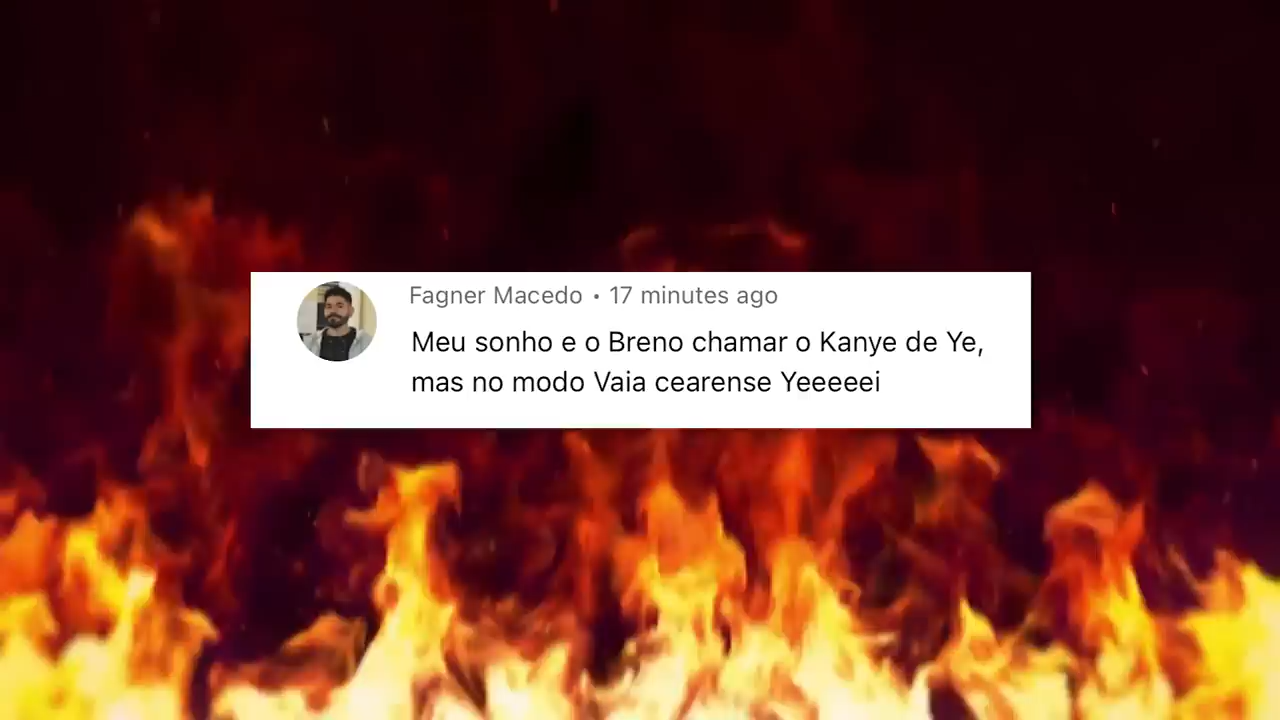 Fagner Macedo • 17 minutes ago
Meu sonho e o Breno chamar o Kanye de Ye,
mas no modo Vaia cearense Yeeeeei